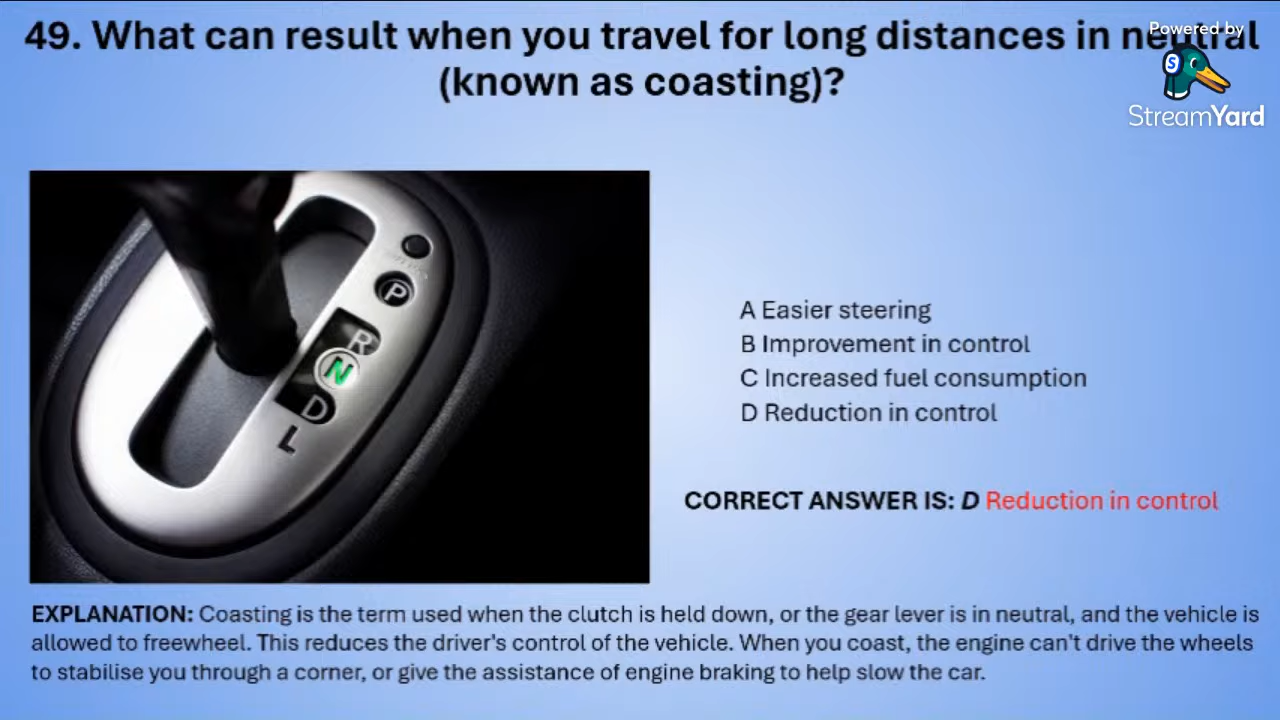 49. What can result when you travel for long distances in neutral
(known as coasting)?
Powered by
StreamYard
P
R
N
D
L
A Easier steering
B Improvement in control
C Increased fuel consumption
D Reduction in control
CORRECT ANSWER IS: D Reduction in control
EXPLANATION: Coasting is the term used when the clutch is held down, or the gear lever is in neutral, and the vehicle is
allowed to freewheel. This reduces the driver's control of the vehicle. When you coast, the engine can't drive the wheels
to stabilise you through a corner, or give the assistance of engine braking to help slow the car.